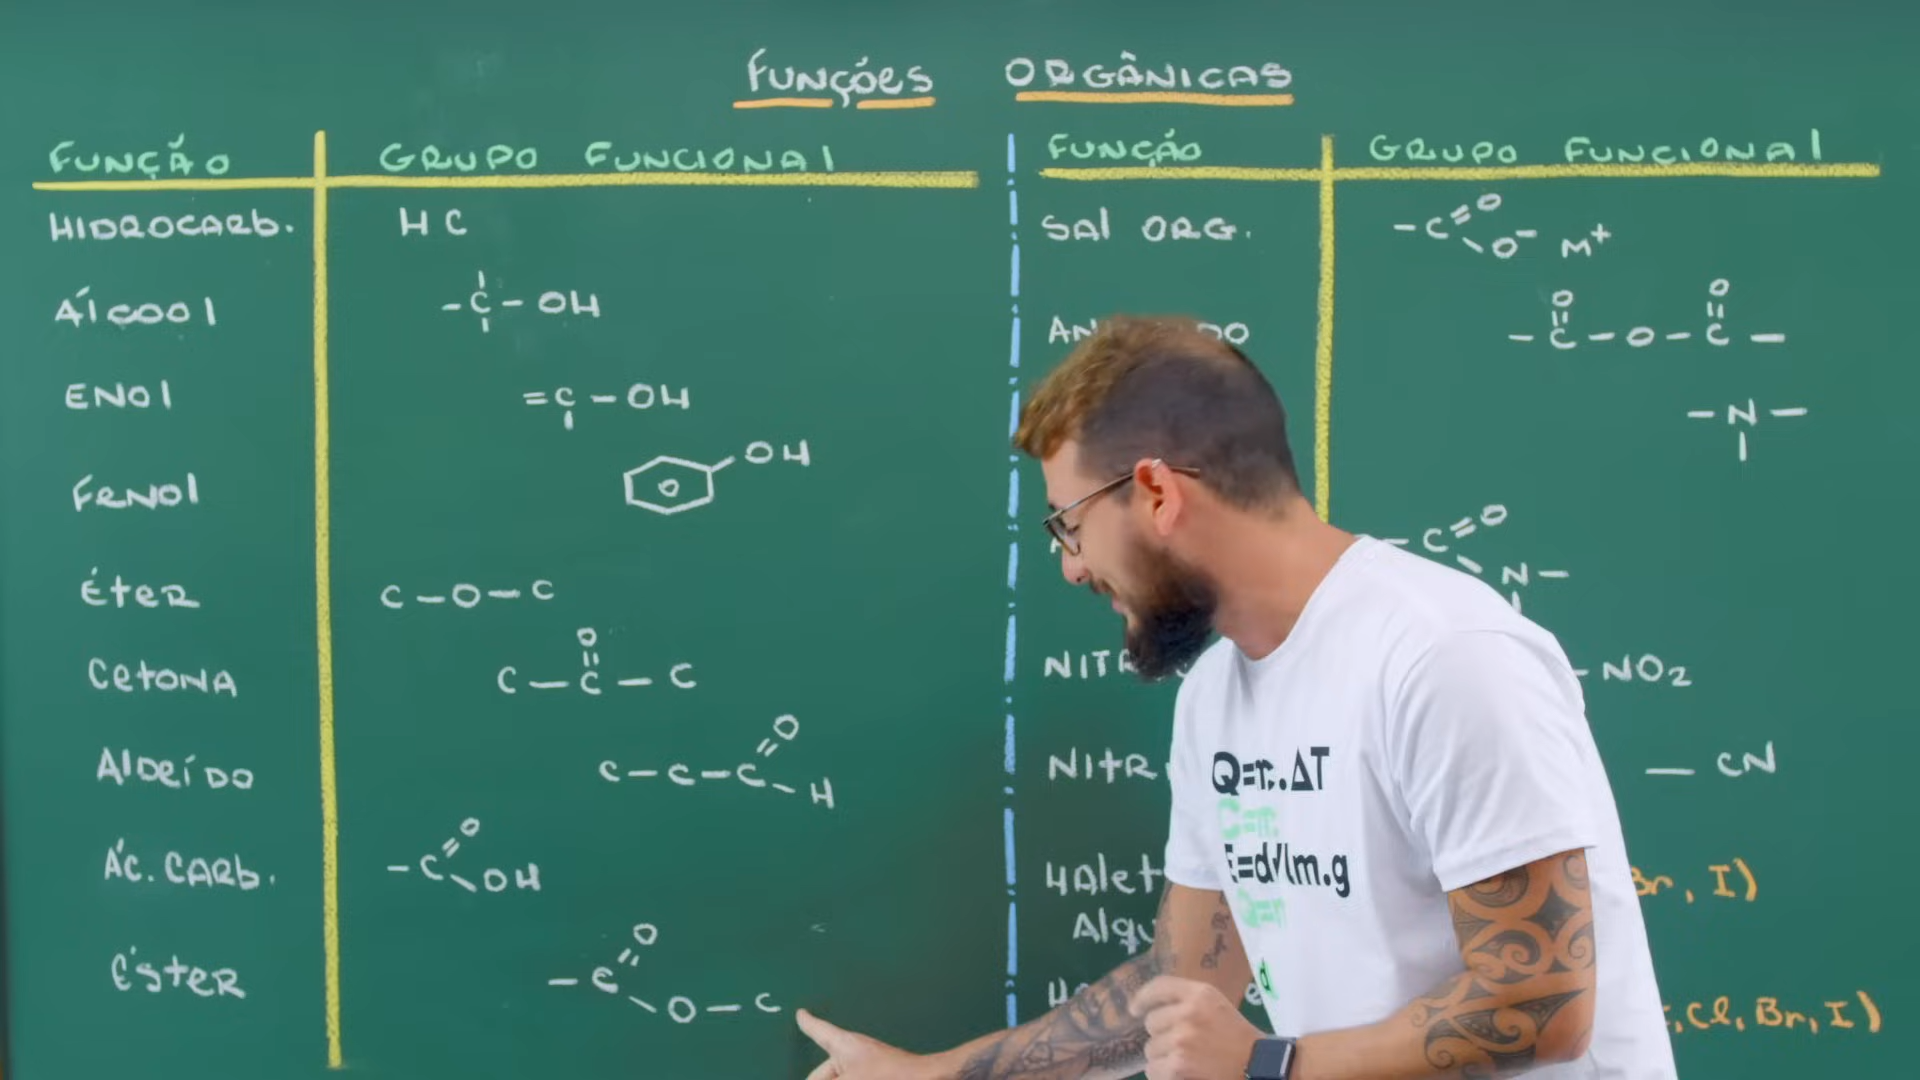 FUNÇÕES ORGÂNICAS
FUNÇÃO GRUPO FUNCIONAL
HIDROCARB. HC
ÁLCOOL -C-OH
ENOL =C-OH
FENOL OH
ÉTER C-O-C
CETONA C-C-C
O
ALDEÍDO C-C-C
O
H
ÁC. CARB. -C
O
OH
ÉSTER -C
O
O-C
FUNÇÃO GRUPO FUNCIONAL
SAL ORG. -C
O
O- M+
O O
-C-O-C-
-N-
-C
O
N-
-NO2
- CN
Br, I)
Cl, Br, I)
Q=m.ΔT